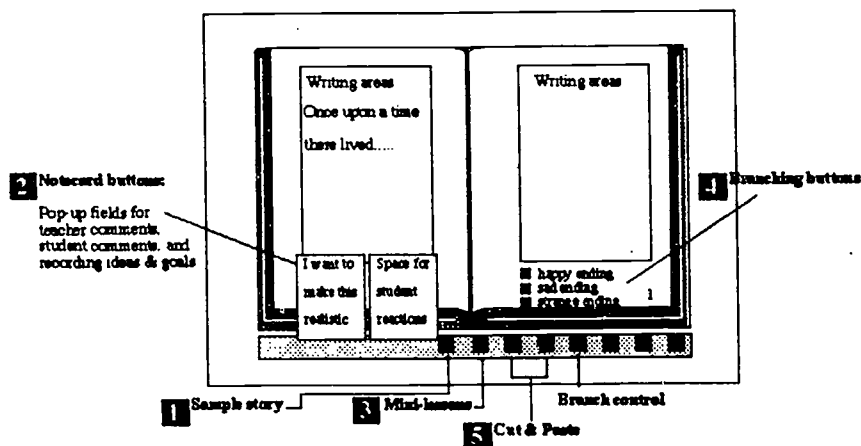 Writing areas
Once upon a time
there lived.....
Writing areas
2 Notecard buttons:
Pop-up fields for
teacher comments,
student comments, and
recording ideas & goals
4 Branching buttons
I want to
make this
realistic
Space for
student
reactions
happy ending
sad ending
strange ending
1
1 Sample story
3 Mini-lessons
Branch control
5 Cut & Paste